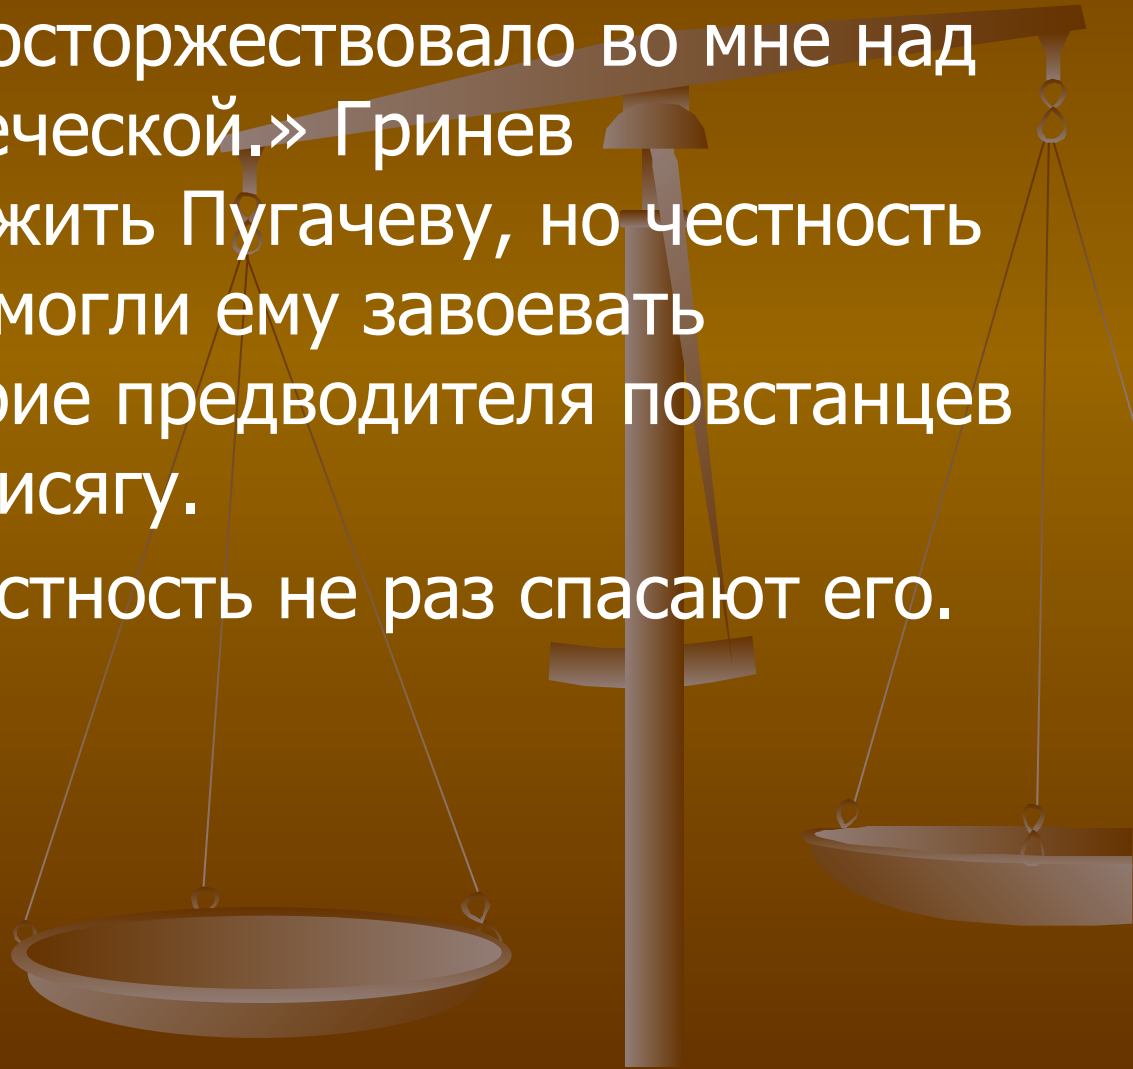 осторжествовало во мне над
еческой.» Гринев
жить Пугачеву, но честность
могли ему завоевать
рие предводителя повстанцев
исягу.
стность не раз спасают его.